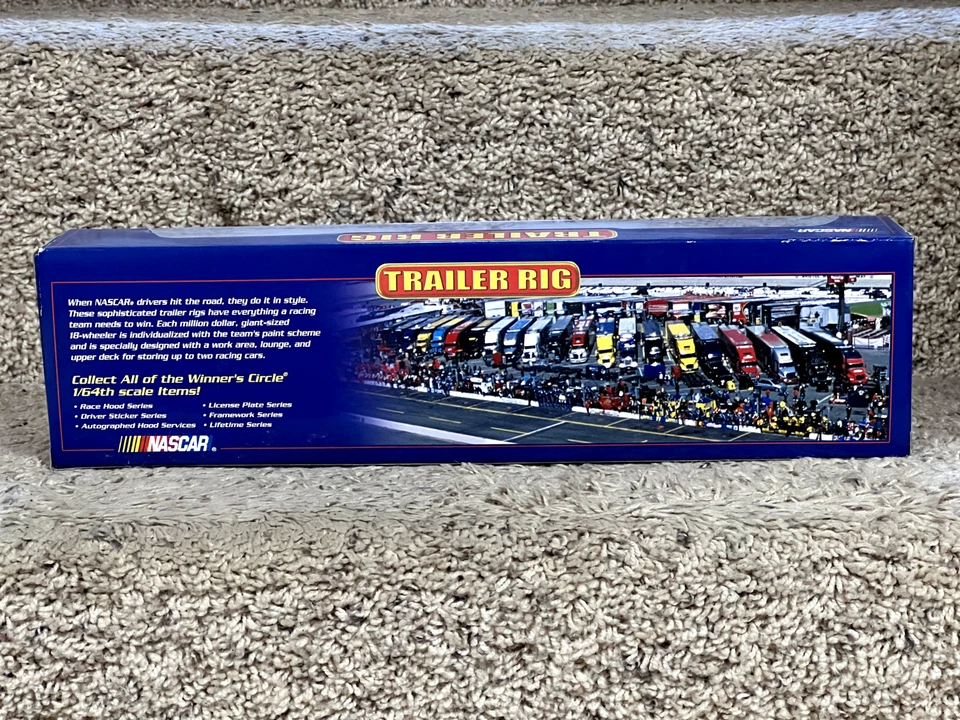 TRAILER RIG
NASCAR
TRAILER RIG
When NASCAR® drivers hit the road, they do it in style.
These sophisticated trailer rigs have everything a racing
team needs to win. Each million dollar, giant-sized
18-wheeler is individualized with the team's paint scheme
and is specially designed with a work area, lounge, and
upper deck for storing up to two racing cars.
Collect All of the Winner's Circle®
1/64th scale Items!
• Race Hood Series
• Driver Sticker Series
• Autographed Hood Services
• License Plate Series
• Framework Series
• Lifetime Series
NASCAR®